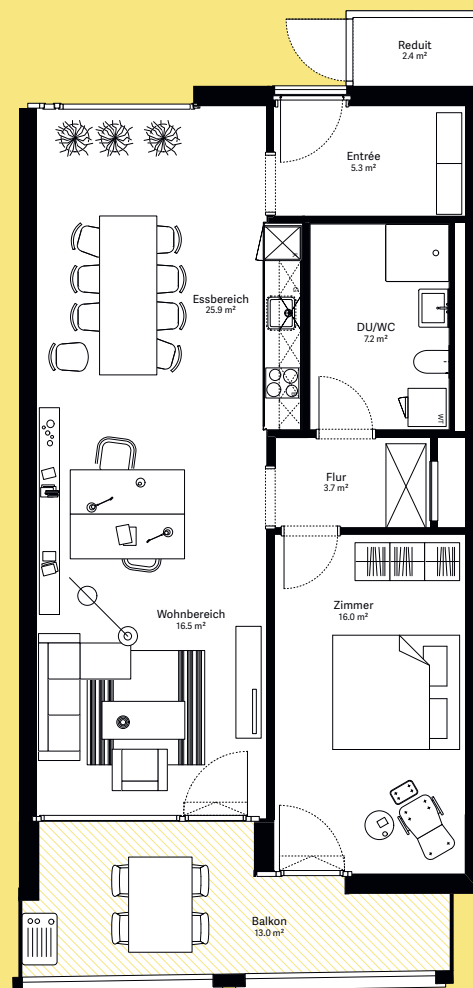 Reduit
2.4 m²
Entrée
5.3 m²
Essbereich
25.9 m²
DU/WC
7.2 m²
WT
Flur
3.7 m²
Wohnbereich
16.5 m²
Zimmer
16.0 m²
Balkon
13.0 m²